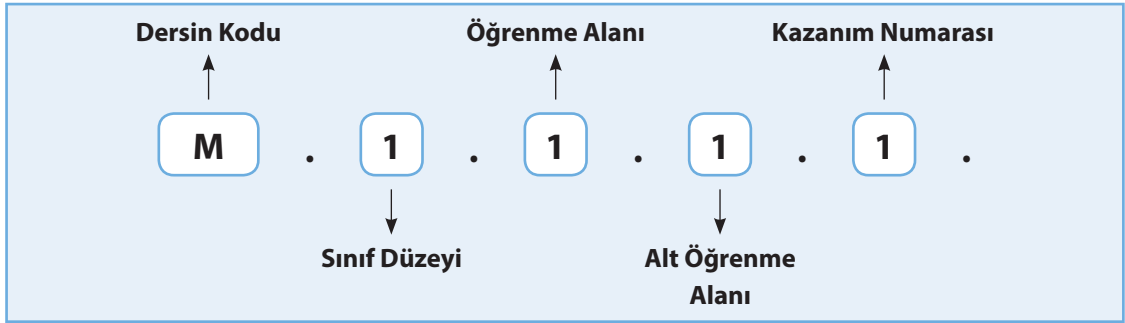 Dersin Kodu Öğrenme Alanı Kazanım Numarası
M . 1 . 1 . 1 . 1 .
Sınıf Düzeyi Alt Öğrenme
Alanı